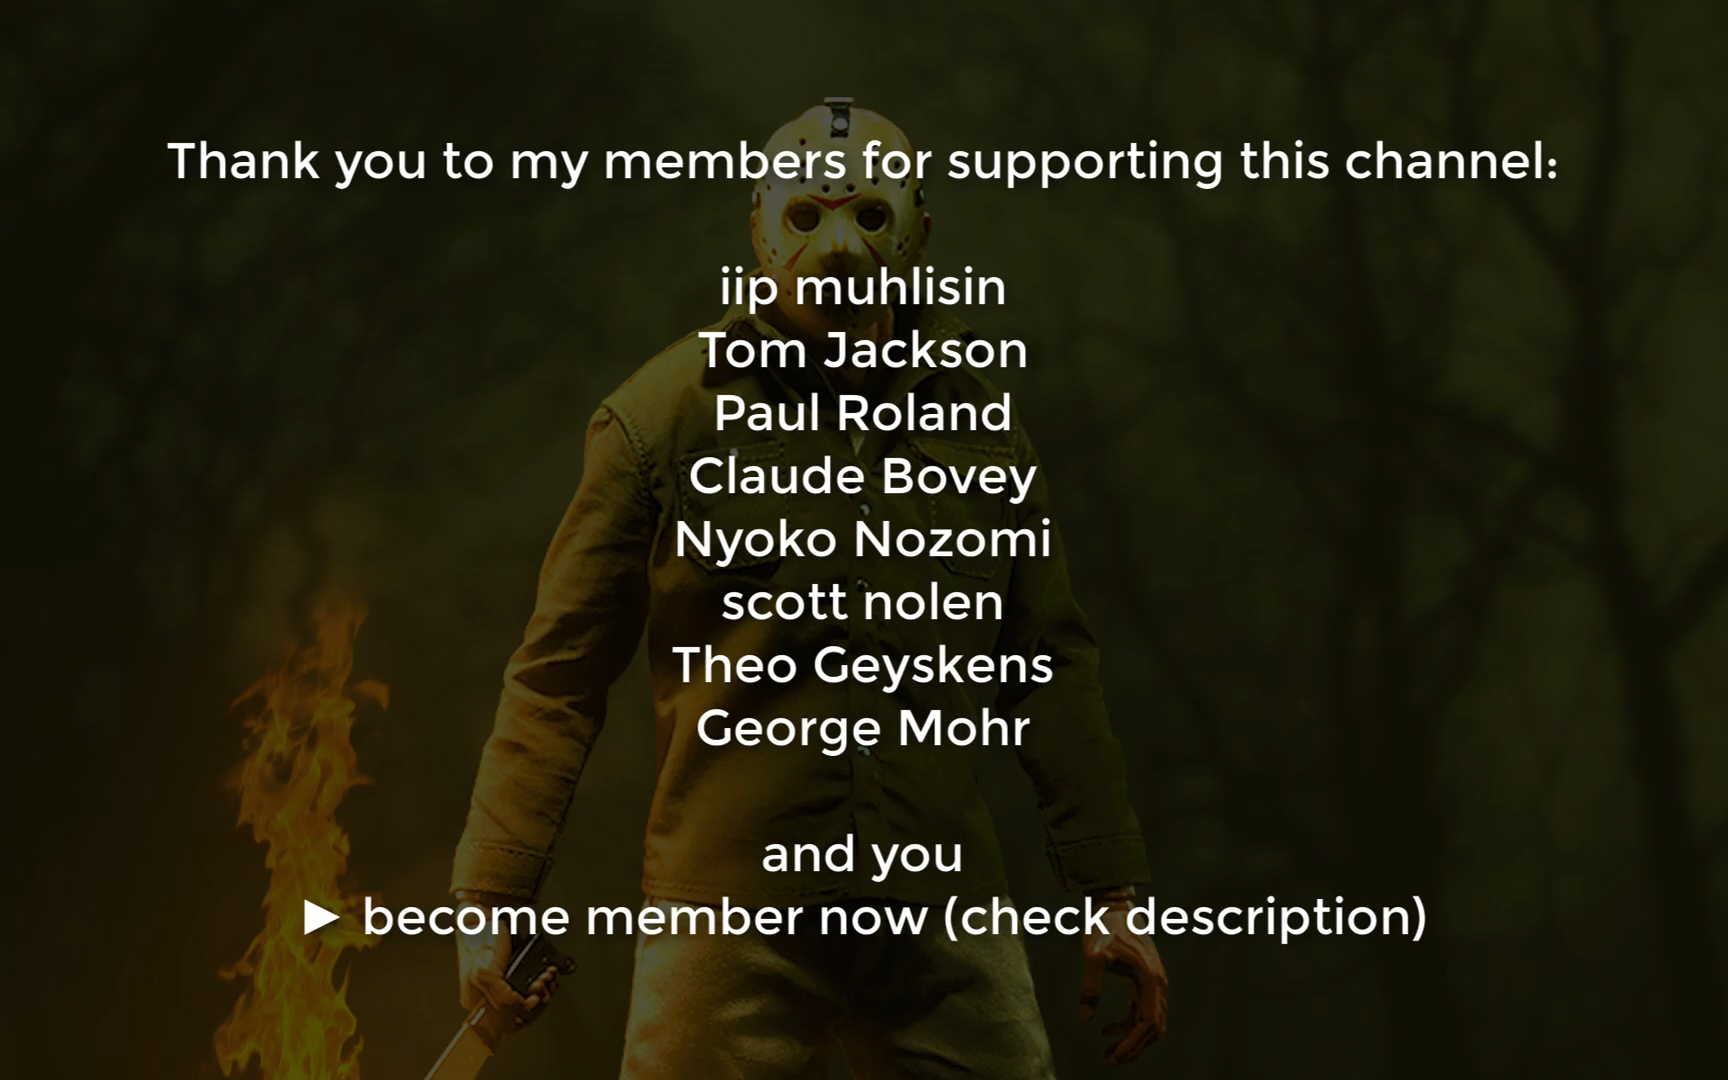 Thank you to my members for supporting this channel:
iip muhlisin
Tom Jackson
Paul Roland
Claude Bovey
Nyoko Nozomi
scott nolen
Theo Geyskens
George Mohr
and you
► become member now (check description)